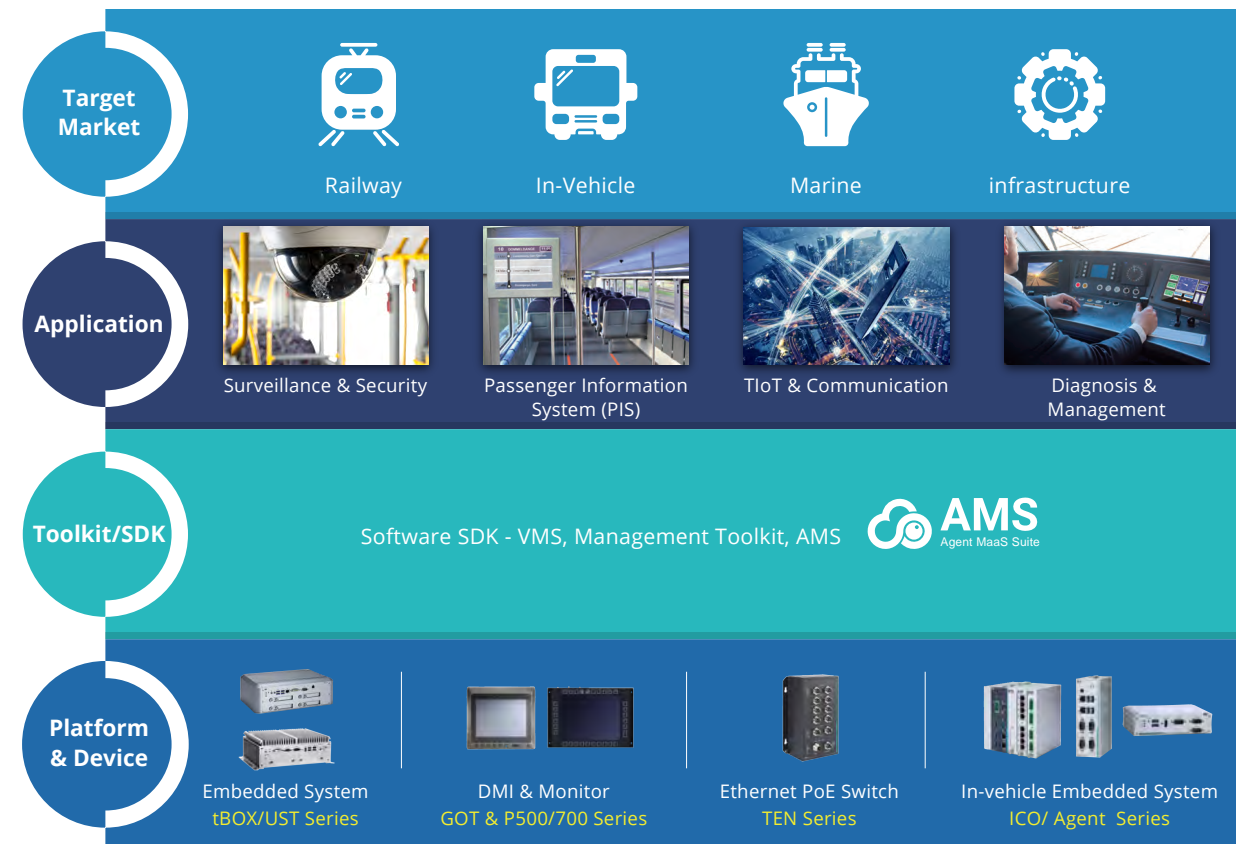 Target
Market
Railway
In-Vehicle
Marine
infrastructure
Application
Surveillance & Security
Passenger Information
System (PIS)
TIoT & Communication
Diagnosis &
Management
Toolkit/SDK
Software SDK - VMS, Management Toolkit, AMS
AMS
Agent MaaS Suite
Platform
& Device
Embedded System
tBOX/UST Series
DMI & Monitor
GOT & P500/700 Series
Ethernet PoE Switch
TEN Series
In-vehicle Embedded System
ICO/ Agent Series